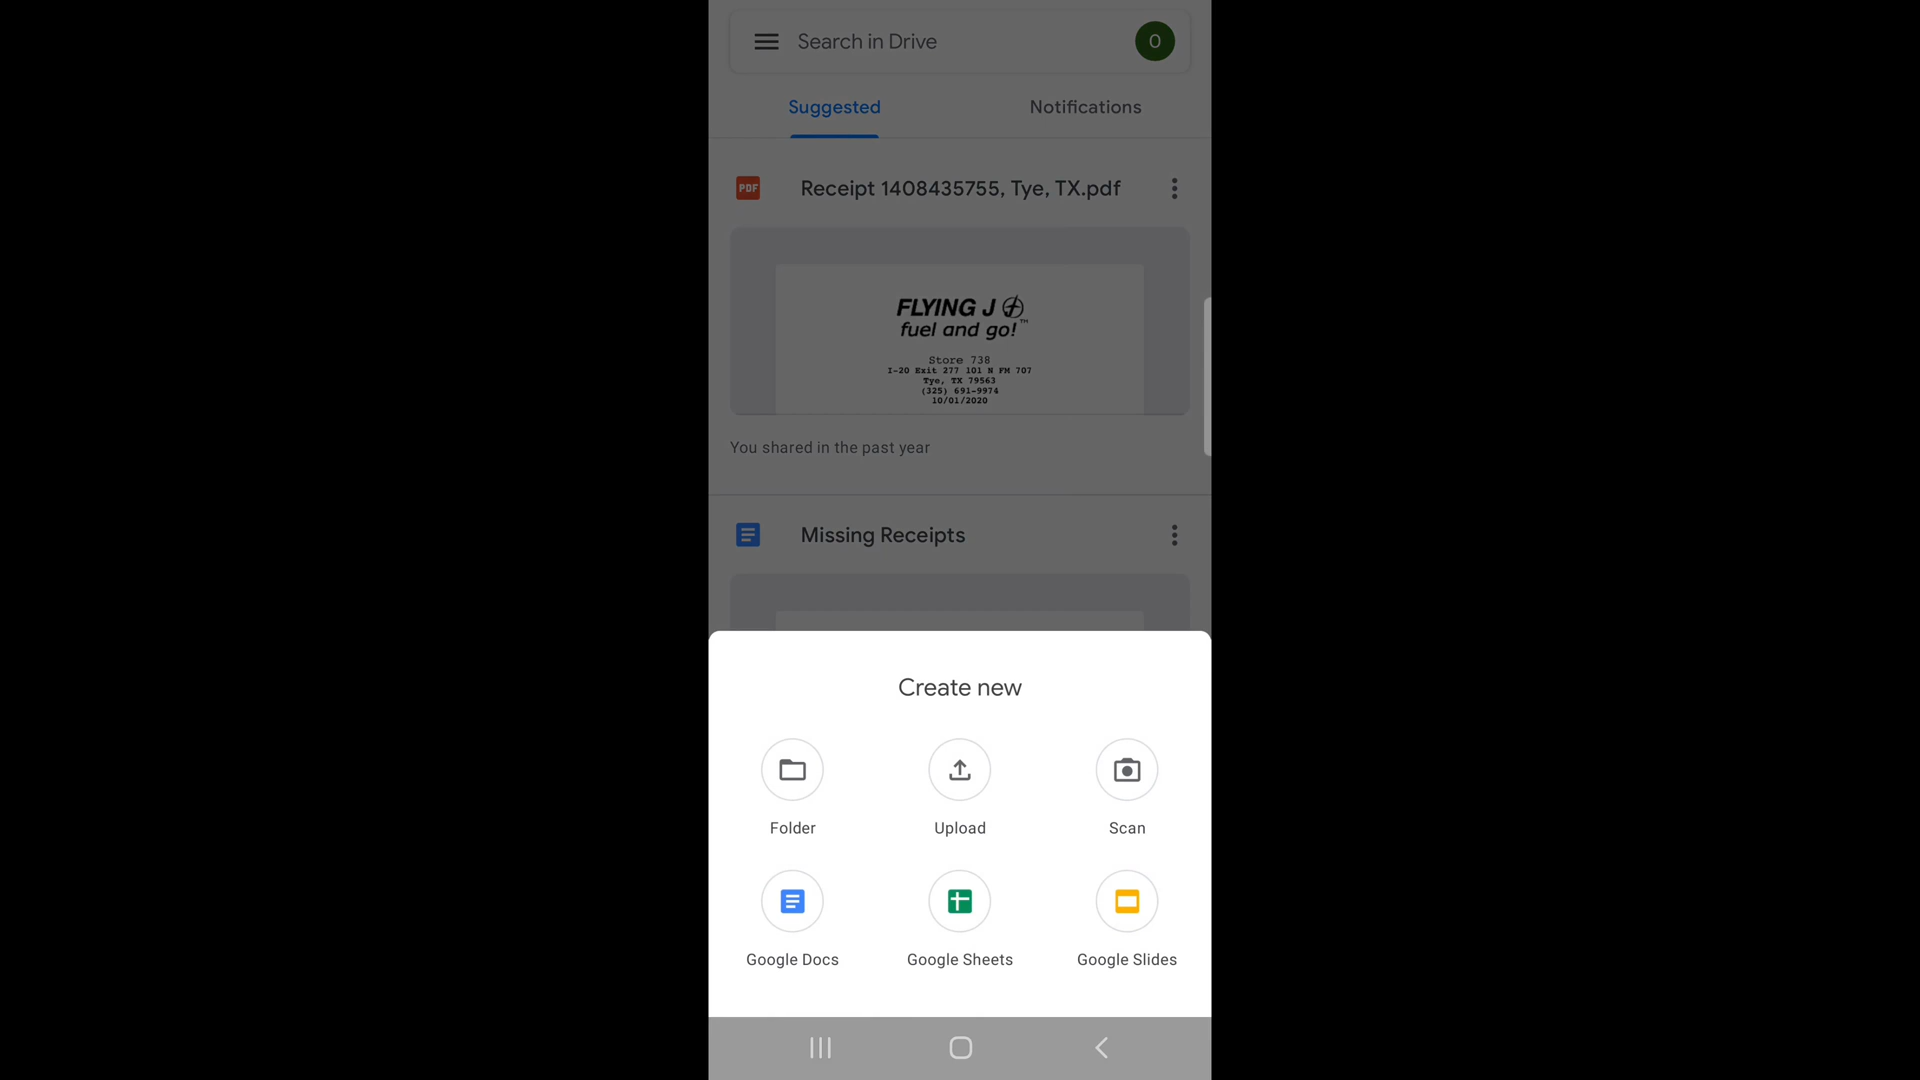 Search in Drive
O
Suggested
Notifications
PDF
Receipt 1408435755, Tye, TX.pdf
FLYING J
fuel and go!™
Store 738
I-20 Exit 277 101 N FM 707
Tye, TX 79563
(325) 691-9974
10/01/2020
You shared in the past year
Missing Receipts
Create new
Folder
Upload
Scan
Google Docs
Google Sheets
Google Slides